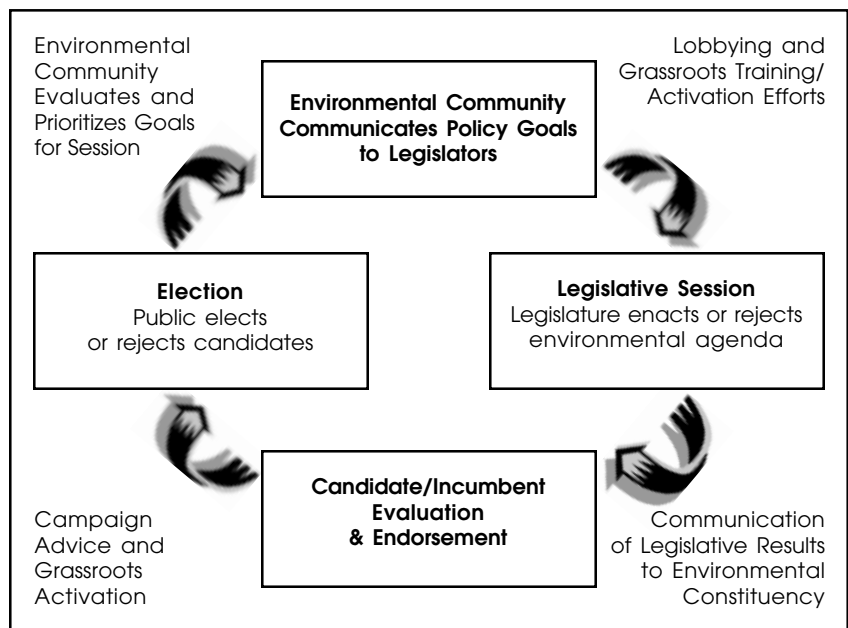 Environmental
Community
Evaluates and
Prioritizes Goals
for Session
Environmental Community
Communicates Policy Goals
to Legislators
Lobbying and
Grassroots Training/
Activation Efforts
Election
Public elects
or rejects candidates
Legislative Session
Legislature enacts or rejects
environmental agenda
Campaign
Advice and
Grassroots
Activation
Candidate/Incumbent
Evaluation
& Endorsement
Communication
of Legislative Results
to Environmental
Constituency